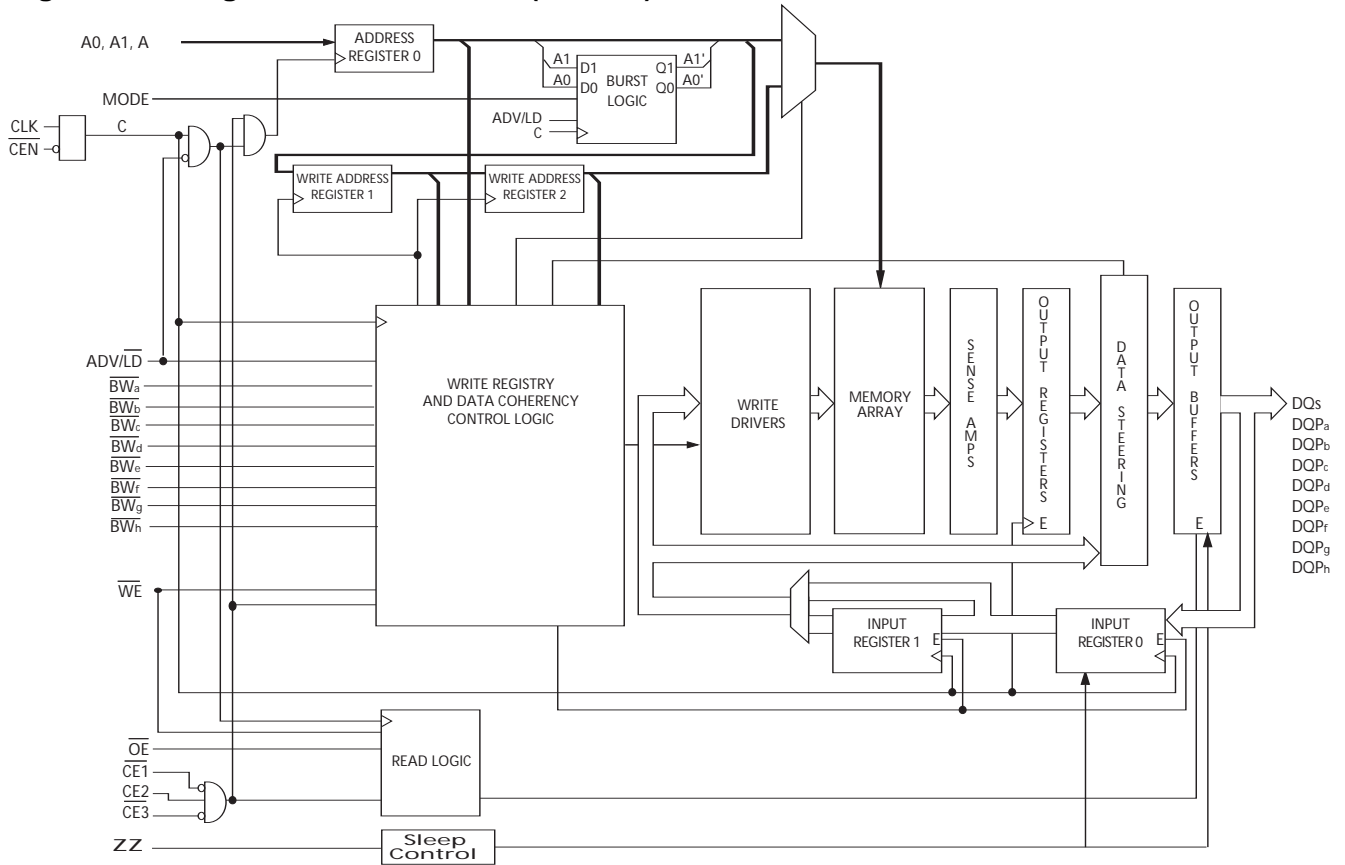 A0, A1, A
ADDRESS
REGISTER 0
MODE
CLK
C
CEN
A1
A0
D1
D0
BURST
LOGIC
Q1
Q0
A1'
A0'
ADV/LD
C
WRITE ADDRESS
REGISTER 1
WRITE ADDRESS
REGISTER 2
ADV/LD
BWa
BWb
BWc
BWd
BWe
BWf
BWg
BWh
WE
WRITE REGISTRY
AND DATA COHERENCY
CONTROL LOGIC
WRITE
DRIVERS
MEMORY
ARRAY
SENSE AMPS
OUTPUT REGISTERS
E
DATA STEERING
OUTPUT BUFFERS
E
DQs
DQPa
DQPb
DQPc
DQPd
DQPe
DQPf
DQPg
DQPh
INPUT
REGISTER 1
E
INPUT
REGISTER 0
E
OE
CE1
CE2
CE3
READ LOGIC
ZZ
Sleep
Control